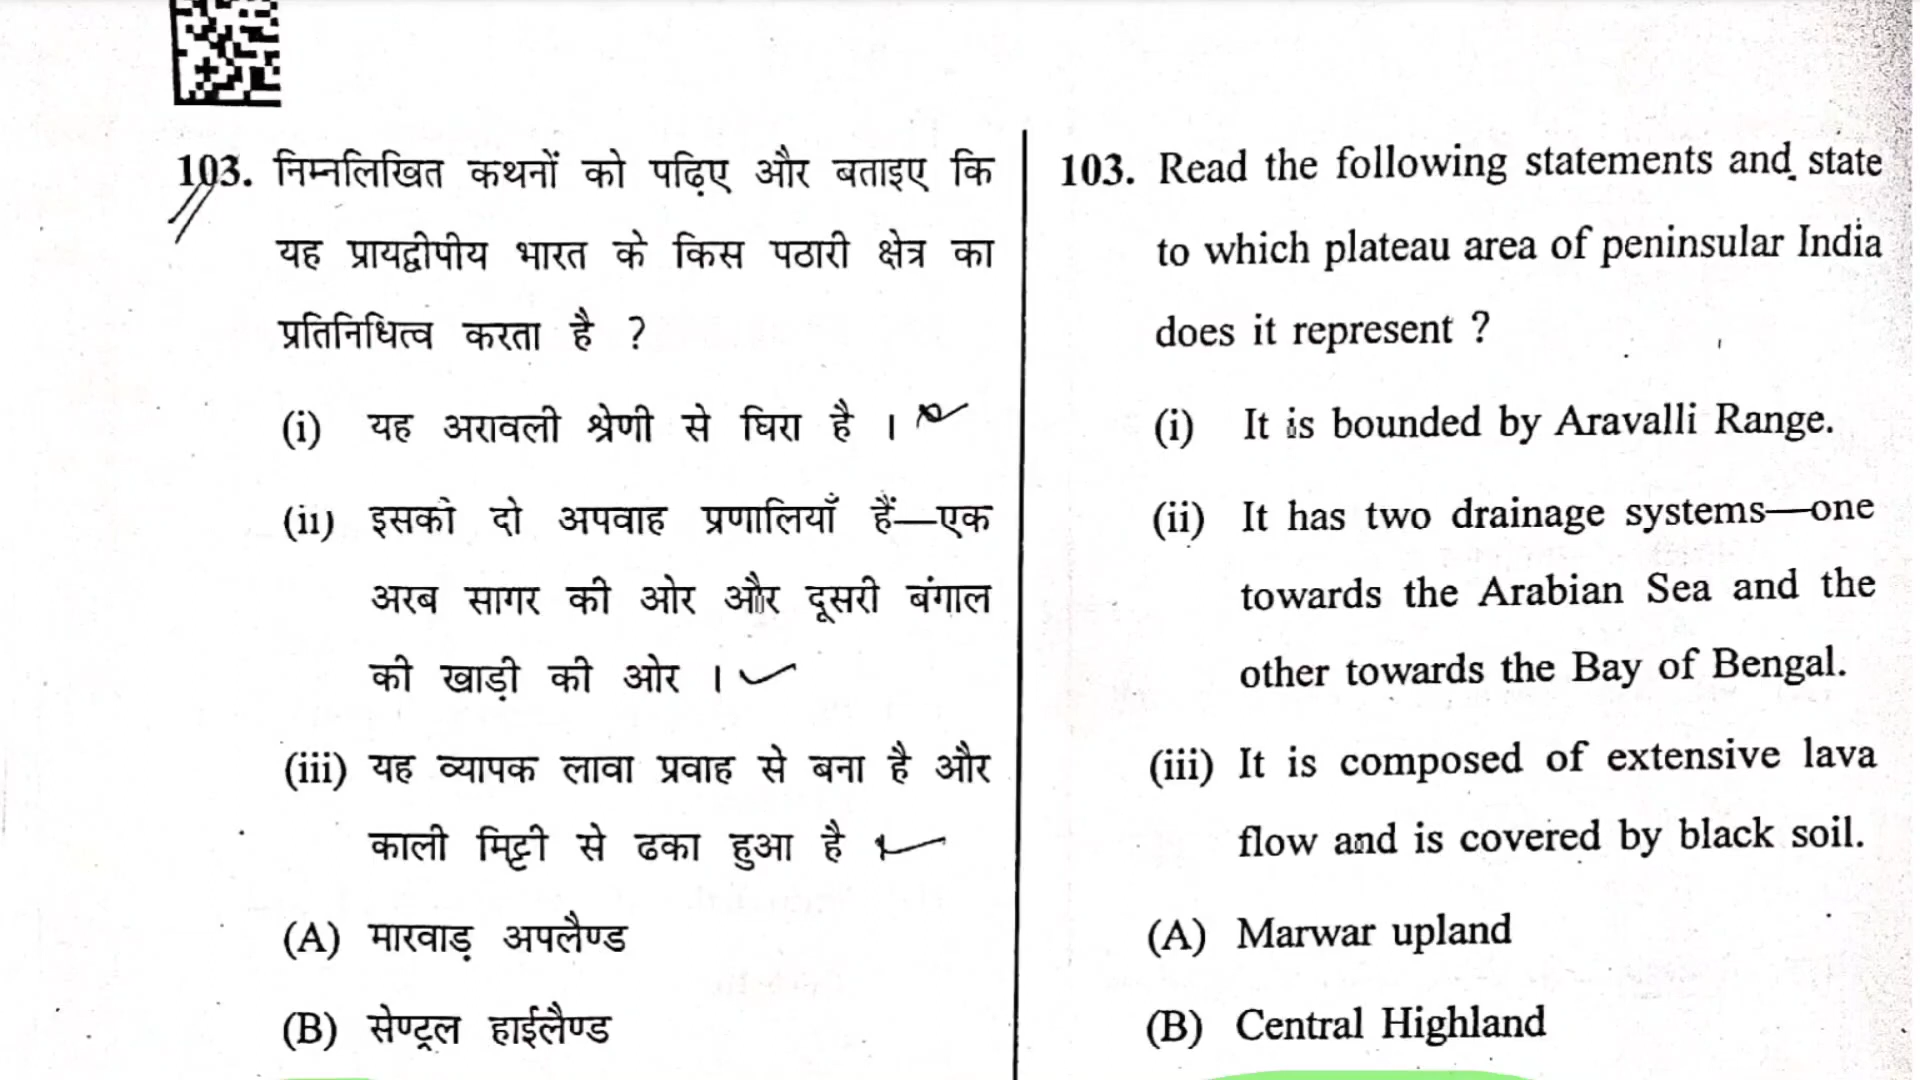 103. निम्नलिखित कथनों को पढ़िए और बताइए कि
यह प्रायद्वीपीय भारत के किस पठारी क्षेत्र का
प्रतिनिधित्व करता है ?
(i) यह अरावली श्रेणी से घिरा है ।
(ii) इसकी दो अपवाह प्रणालियाँ हैं—एक
अरब सागर की ओर और दूसरी बंगाल
की खाड़ी की ओर ।
(iii) यह व्यापक लावा प्रवाह से बना है और
काली मिट्टी से ढका हुआ है ।
(A) मारवाड़ अपलैण्ड
(B) सेण्ट्रल हाईलैण्ड
103. Read the following statements and state
to which plateau area of peninsular India
does it represent ?
(i) It is bounded by Aravalli Range.
(ii) It has two drainage systems—one
towards the Arabian Sea and the
other towards the Bay of Bengal.
(iii) It is composed of extensive lava
flow and is covered by black soil.
(A) Marwar upland
(B) Central Highland